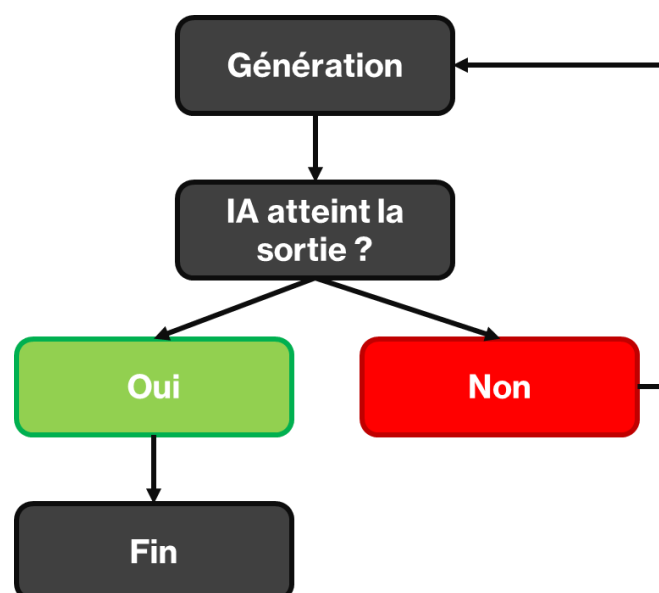 Génération
IA atteint la
sortie ?
Oui
Non
Fin